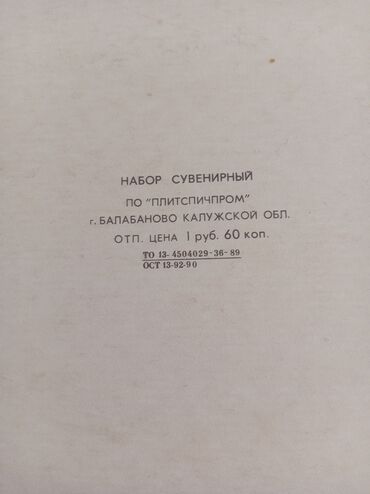 НАБОР СУВЕНИРНЫЙ
ПО "ПЛИТСПИЧПРОМ"
г. БАЛАБАНОВО КАЛУЖСКОЙ ОБЛ.
ОТП. ЦЕНА 1 руб. 60 коп.
ТО 13-4504029-36-89
ОСТ 13-92-90